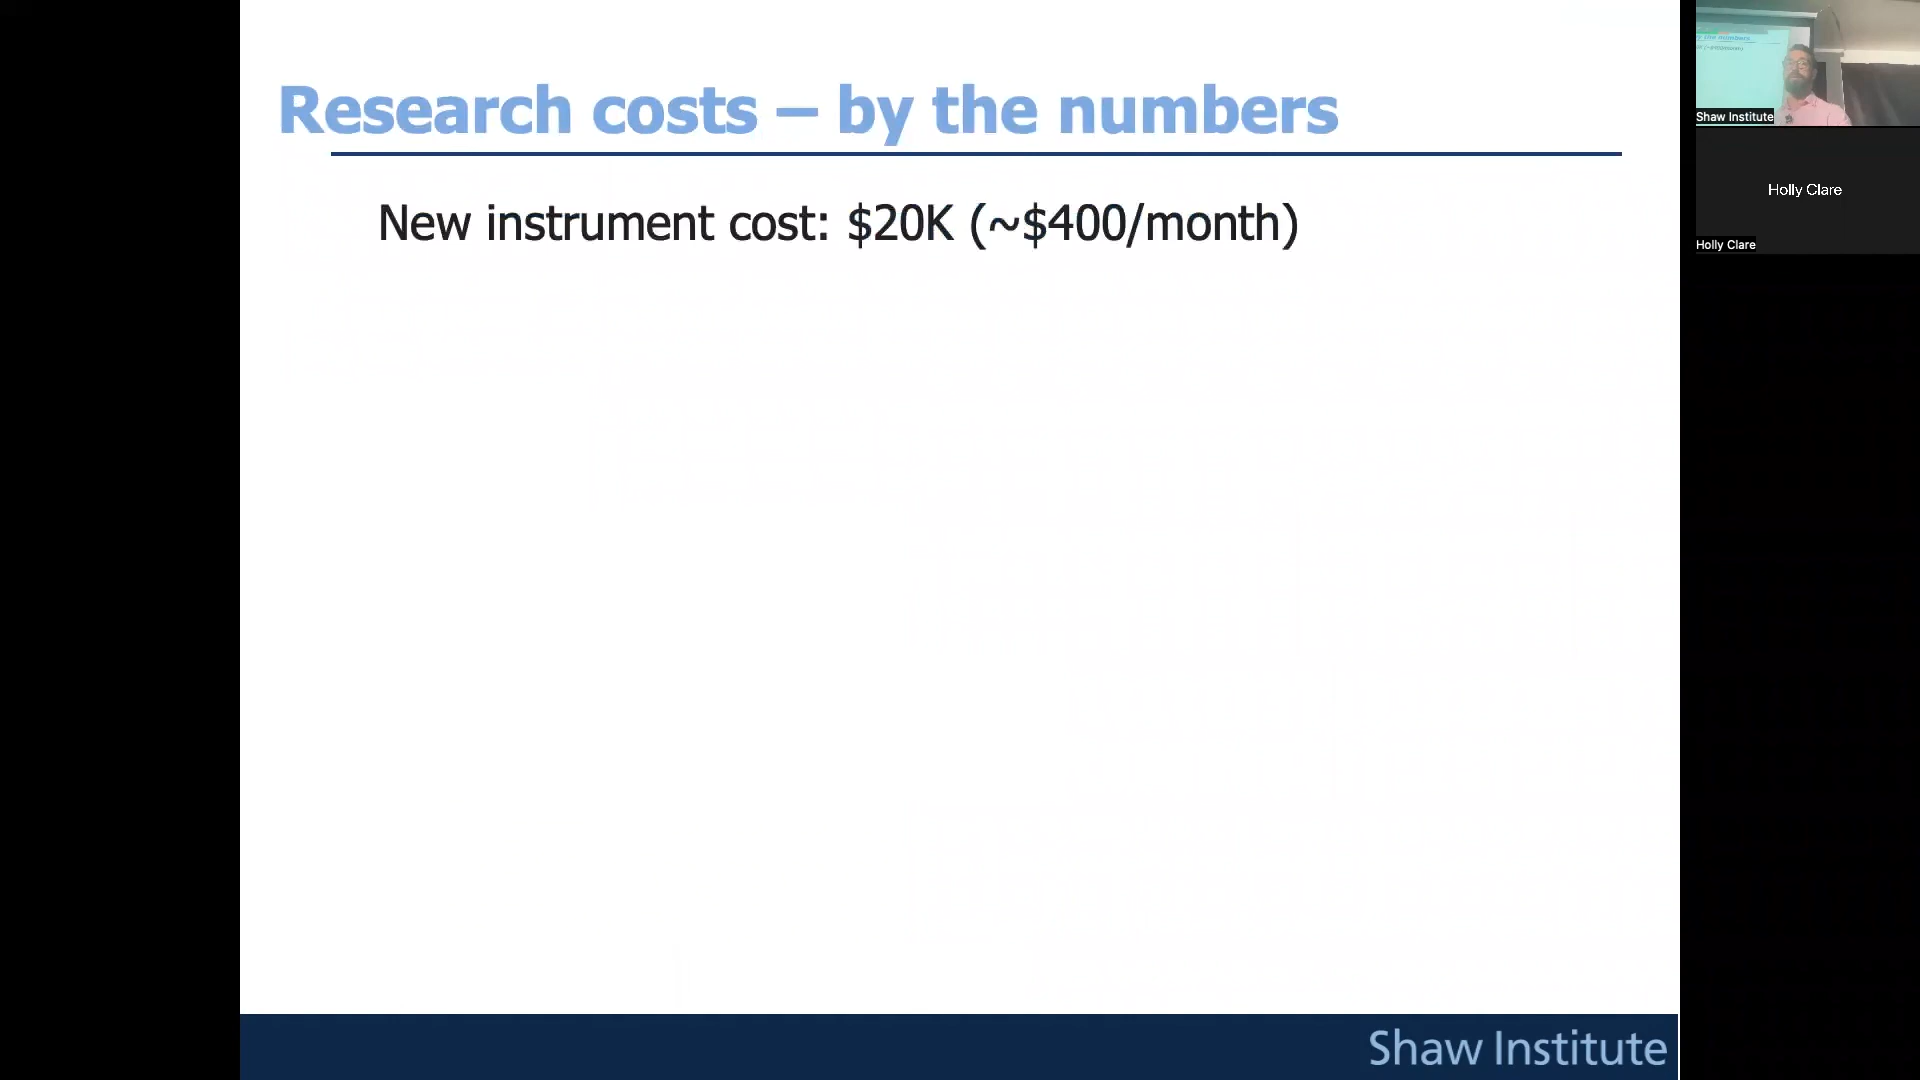 Research costs – by the numbers
New instrument cost: $20K (~$400/month)
Shaw Institute
Shaw Institute
Holly Clare
Holly Clare